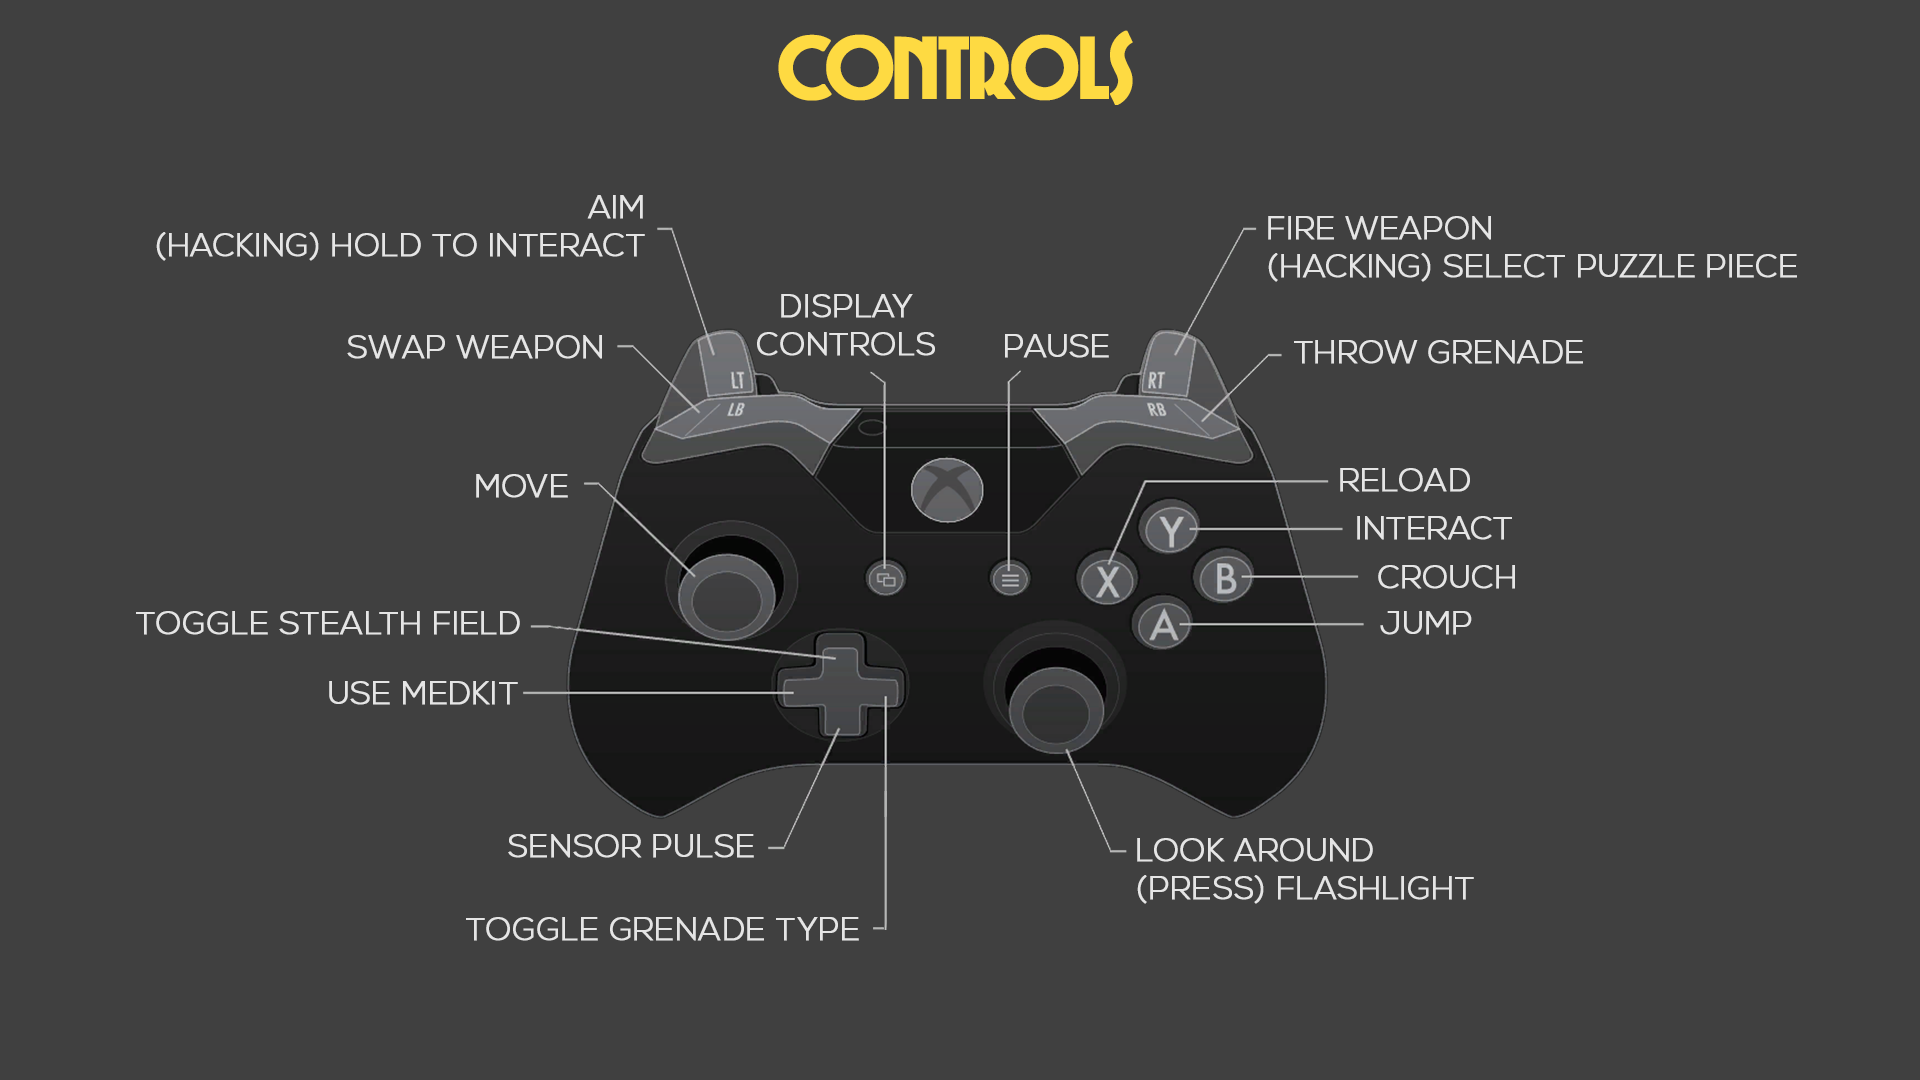 CONTROLS
AIM
(HACKING) HOLD TO INTERACT
FIRE WEAPON
(HACKING) SELECT PUZZLE PIECE
DISPLAY
CONTROLS
PAUSE
SWAP WEAPON
THROW GRENADE
LT
RT
LB
RB
MOVE
RELOAD
Y
INTERACT
X
B
CROUCH
A
JUMP
TOGGLE STEALTH FIELD
USE MEDKIT
SENSOR PULSE
LOOK AROUND
(PRESS) FLASHLIGHT
TOGGLE GRENADE TYPE